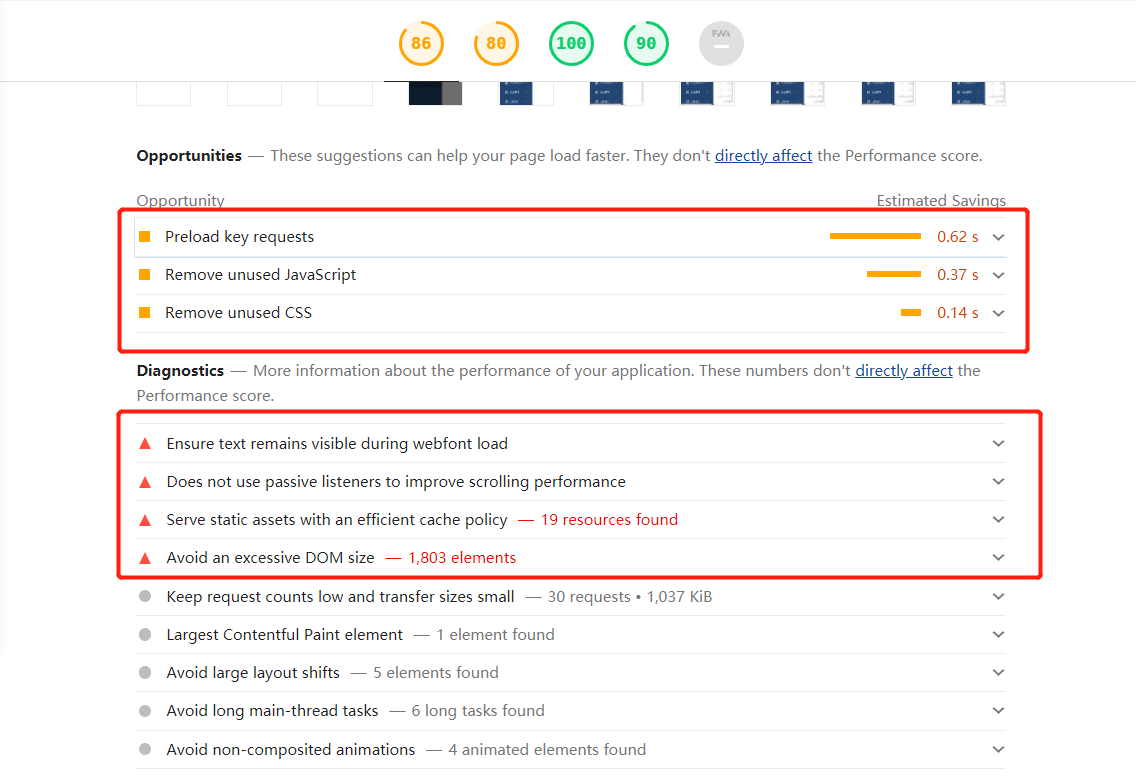 86 80 100 90 PWA
Opportunities — These suggestions can help your page load faster. They don't directly affect the Performance score.
Opportunity Estimated Savings
Preload key requests 0.62 s
Remove unused JavaScript 0.37 s
Remove unused CSS 0.14 s
Diagnostics — More information about the performance of your application. These numbers don't directly affect the
Performance score.
Ensure text remains visible during webfont load
Does not use passive listeners to improve scrolling performance
Serve static assets with an efficient cache policy — 19 resources found
Avoid an excessive DOM size — 1,803 elements
Keep request counts low and transfer sizes small — 30 requests • 1,037 KiB
Largest Contentful Paint element — 1 element found
Avoid large layout shifts — 5 elements found
Avoid long main-thread tasks — 6 long tasks found
Avoid non-composited animations — 4 animated elements found